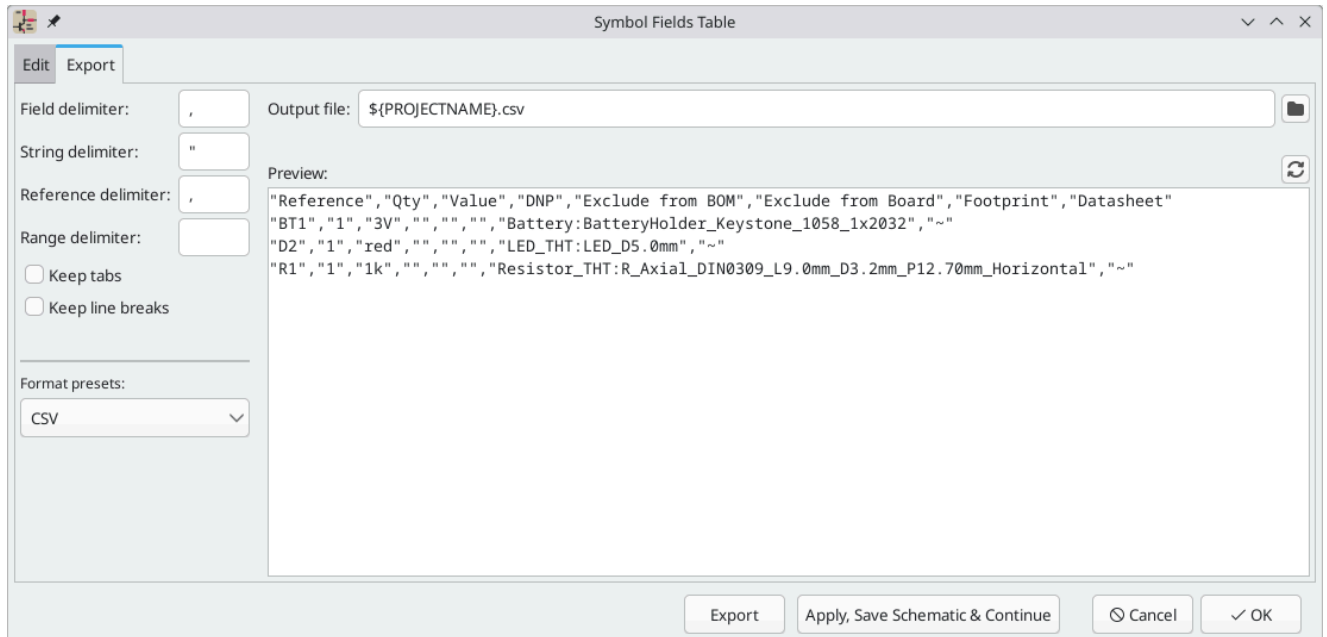 Symbol Fields Table
Edit Export
Field delimiter: ,
Output file: ${PROJECTNAME}.csv
String delimiter: "
Preview:
Reference delimiter: ,
Range delimiter:
Keep tabs
Keep line breaks
Format presets:
CSV
"Reference","Qty","Value","DNP","Exclude from BOM","Exclude from Board","Footprint","Datasheet"
"BT1","1","3V","","","","Battery:BatteryHolder_Keystone_1058_1x2032","~"
"D2","1","red","","","","LED_THT:LED_D5.0mm","~"
"R1","1","1k","","","","Resistor_THT:R_Axial_DIN0309_L9.0mm_D3.2mm_P12.70mm_Horizontal","~"
Export Apply, Save Schematic & Continue Cancel OK